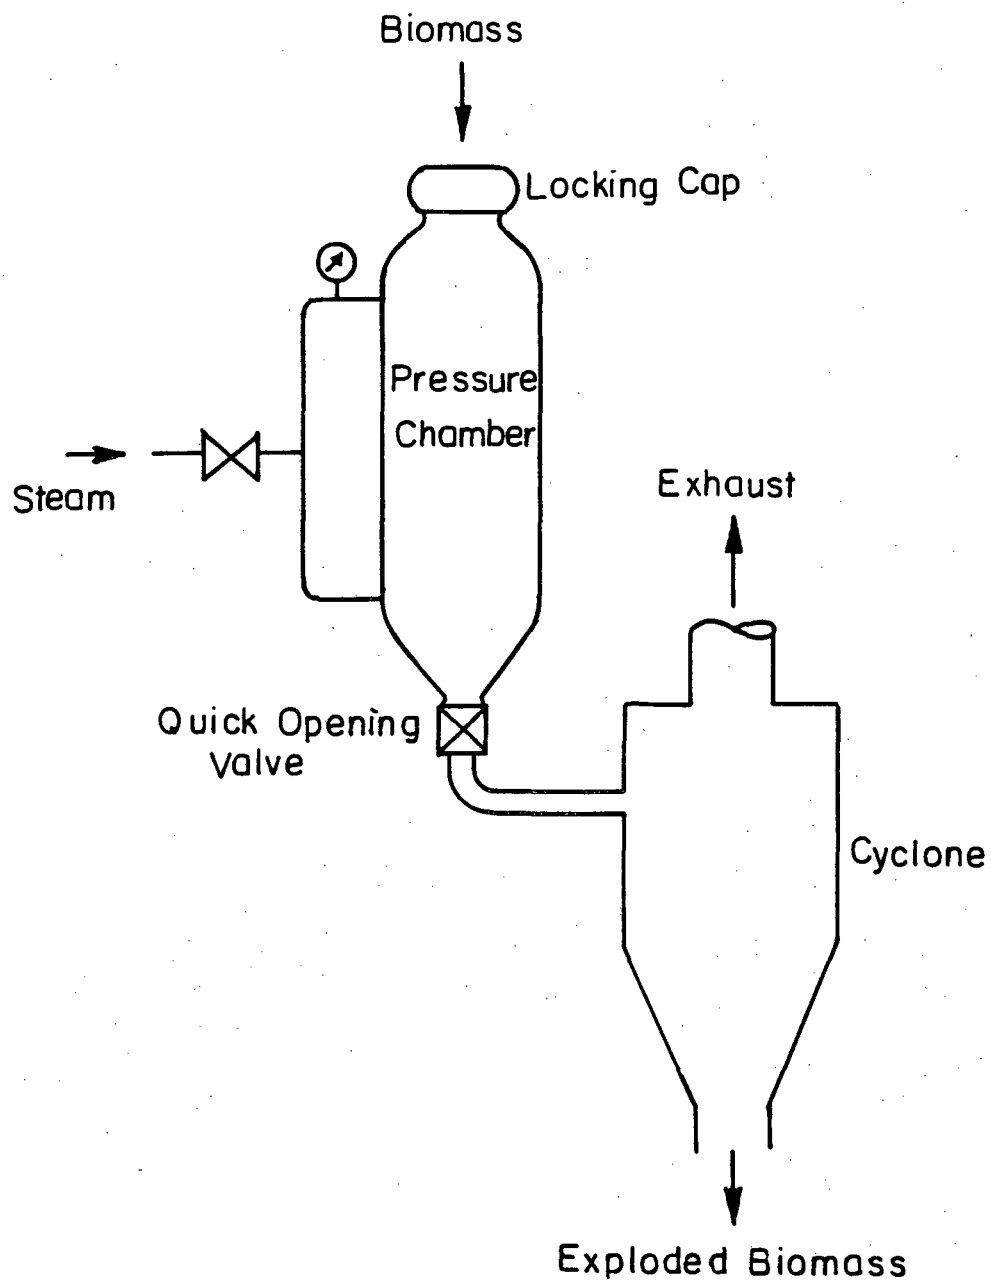 Biomass
Locking Cap
Pressure
Chamber
Steam
Exhaust
Quick Opening
Valve
Cyclone
Exploded Biomass